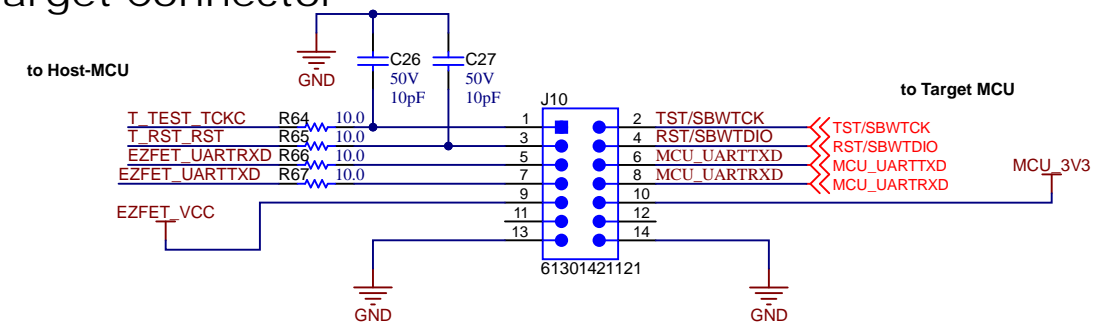 arget connector
C26
50V
10pF
C27
50V
10pF
GND
to Host-MCU
to Target MCU
J10
T_TEST_TCKC R64 10.0 1 2 TST/SBWTCK TST/SBWTCK
T_RST_RST R65 10.0 3 4 RST/SBWTDIO RST/SBWTDIO
EZFET_UARTRXD R66 10.0 5 6 MCU_UARTTXD MCU_UARTTXD
EZFET_UARTTXD R67 10.0 7 8 MCU_UARTRXD MCU_UARTRXD
MCU_3V3
9 10
EZFET_VCC
11 12
13 14
61301421121
GND GND